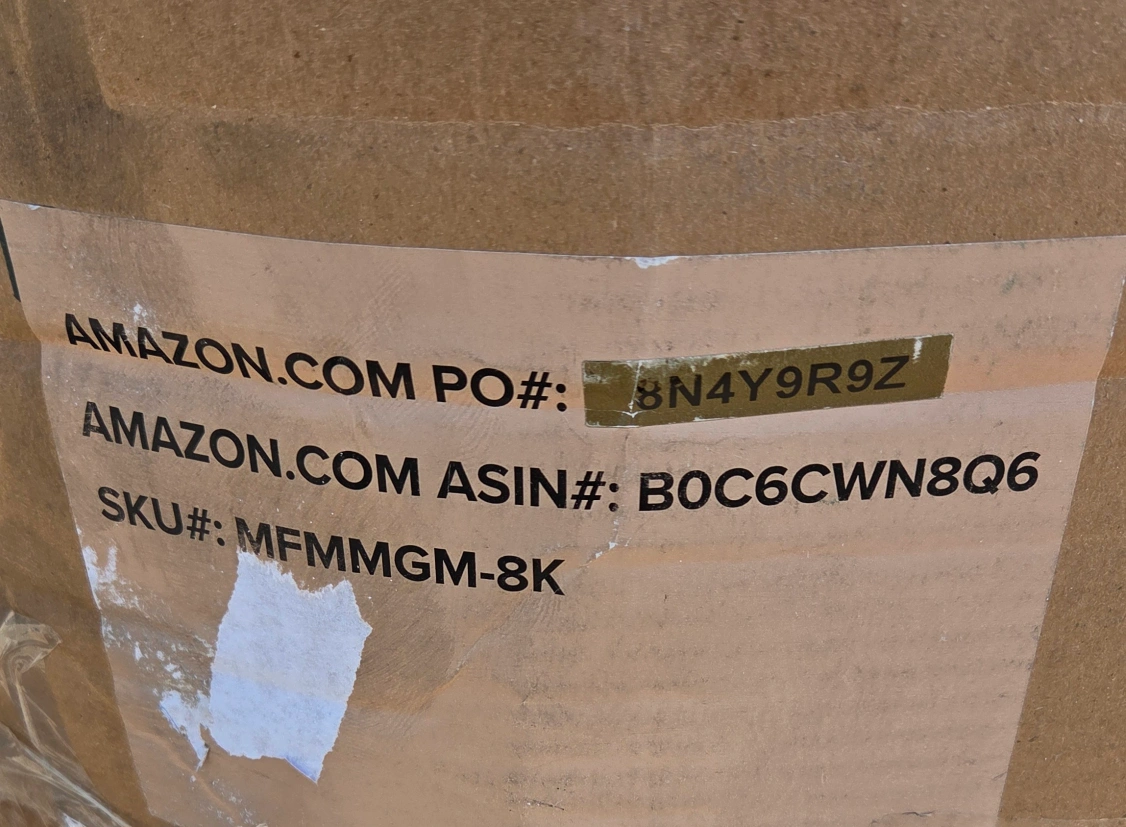 AMAZON.COM PO#: 8N4Y9R9Z
AMAZON.COM ASIN#: B0C6CWN8Q6
SKU#: MFMMGM-8K